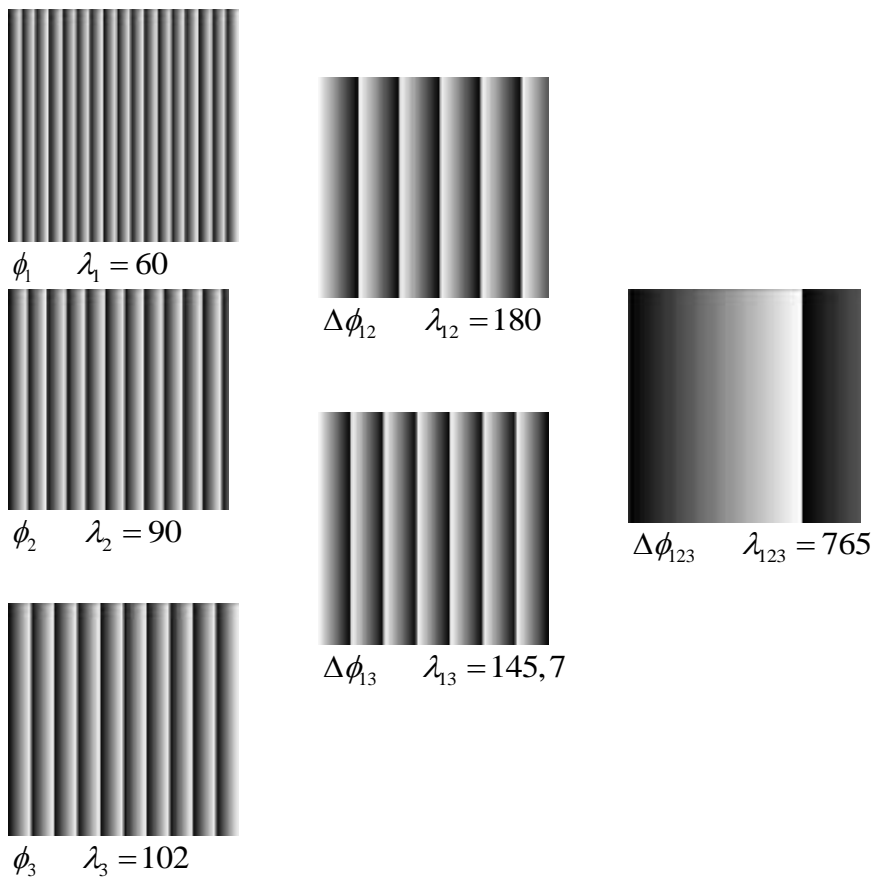 ϕ₁ λ₁ = 60
ϕ₂ λ₂ = 90
ϕ₃ λ₃ = 102
Δϕ₁₂ λ₁₂ = 180
Δϕ₁₃ λ₁₃ = 145,7
Δϕ₁₂₃ λ₁₂₃ = 765